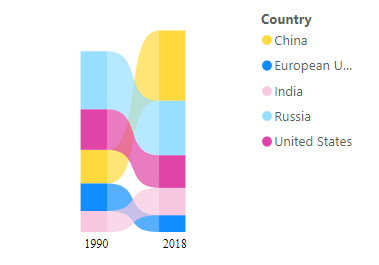 Country
China
European U...
India
Russia
United States
1990 2018